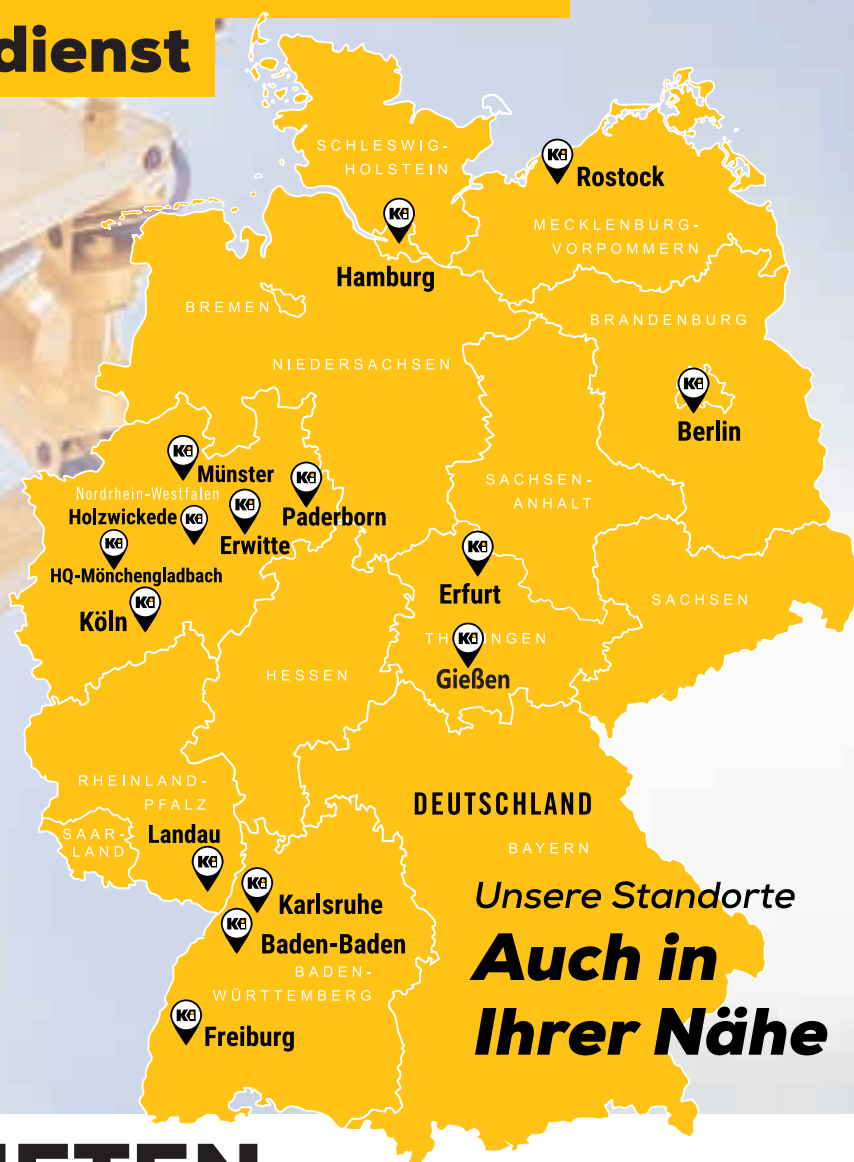 dienst
SCHLESWIG-
HOLSTEIN
Rostock
MECKLENBURG-
VORPOMMERN
Hamburg
BREMEN
BRANDENBURG
NIEDERSACHSEN
Berlin
Münster
SACHSEN-
ANHALT
Nordrhein-Westfalen
Holzwickede
Paderborn
Erwitte
HQ-Mönchengladbach
Erfurt
SACHSEN
Köln
HESSEN
Gießen
RHEINLAND-
PFALZ
DEUTSCHLAND
SAAR-
LAND
Landau
BAYERN
Unsere Standorte
Karlsruhe
Baden-Baden
Auch in
Ihrer Nähe
BADEN-
WÜRTTEMBERG
Freiburg